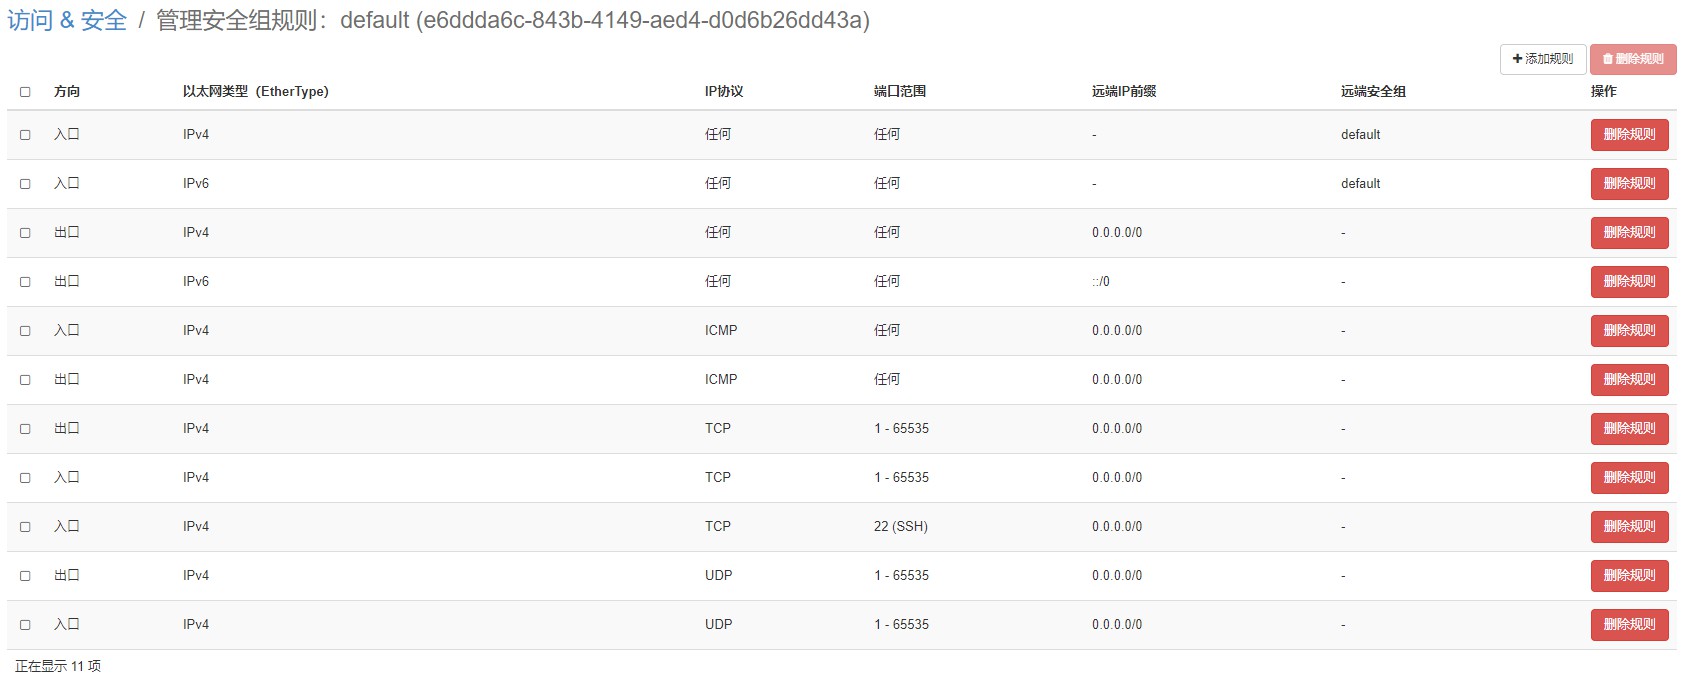 访问 & 安全 / 管理安全组规则：default (e6ddda6c-843b-4149-aed4-d0d6b26dd43a)
添加规则 删除规则
方向 以太网类型（EtherType） IP协议 端口范围 远端IP前缀 远端安全组 操作
入口 IPv4 任何 任何 - default 删除规则
入口 IPv6 任何 任何 - default 删除规则
出口 IPv4 任何 任何 0.0.0.0/0 - 删除规则
出口 IPv6 任何 任何 ::/0 - 删除规则
入口 IPv4 ICMP 任何 0.0.0.0/0 - 删除规则
出口 IPv4 ICMP 任何 0.0.0.0/0 - 删除规则
出口 IPv4 TCP 1 - 65535 0.0.0.0/0 - 删除规则
入口 IPv4 TCP 1 - 65535 0.0.0.0/0 - 删除规则
入口 IPv4 TCP 22 (SSH) 0.0.0.0/0 - 删除规则
出口 IPv4 UDP 1 - 65535 0.0.0.0/0 - 删除规则
入口 IPv4 UDP 1 - 65535 0.0.0.0/0 - 删除规则
正在显示 11 项